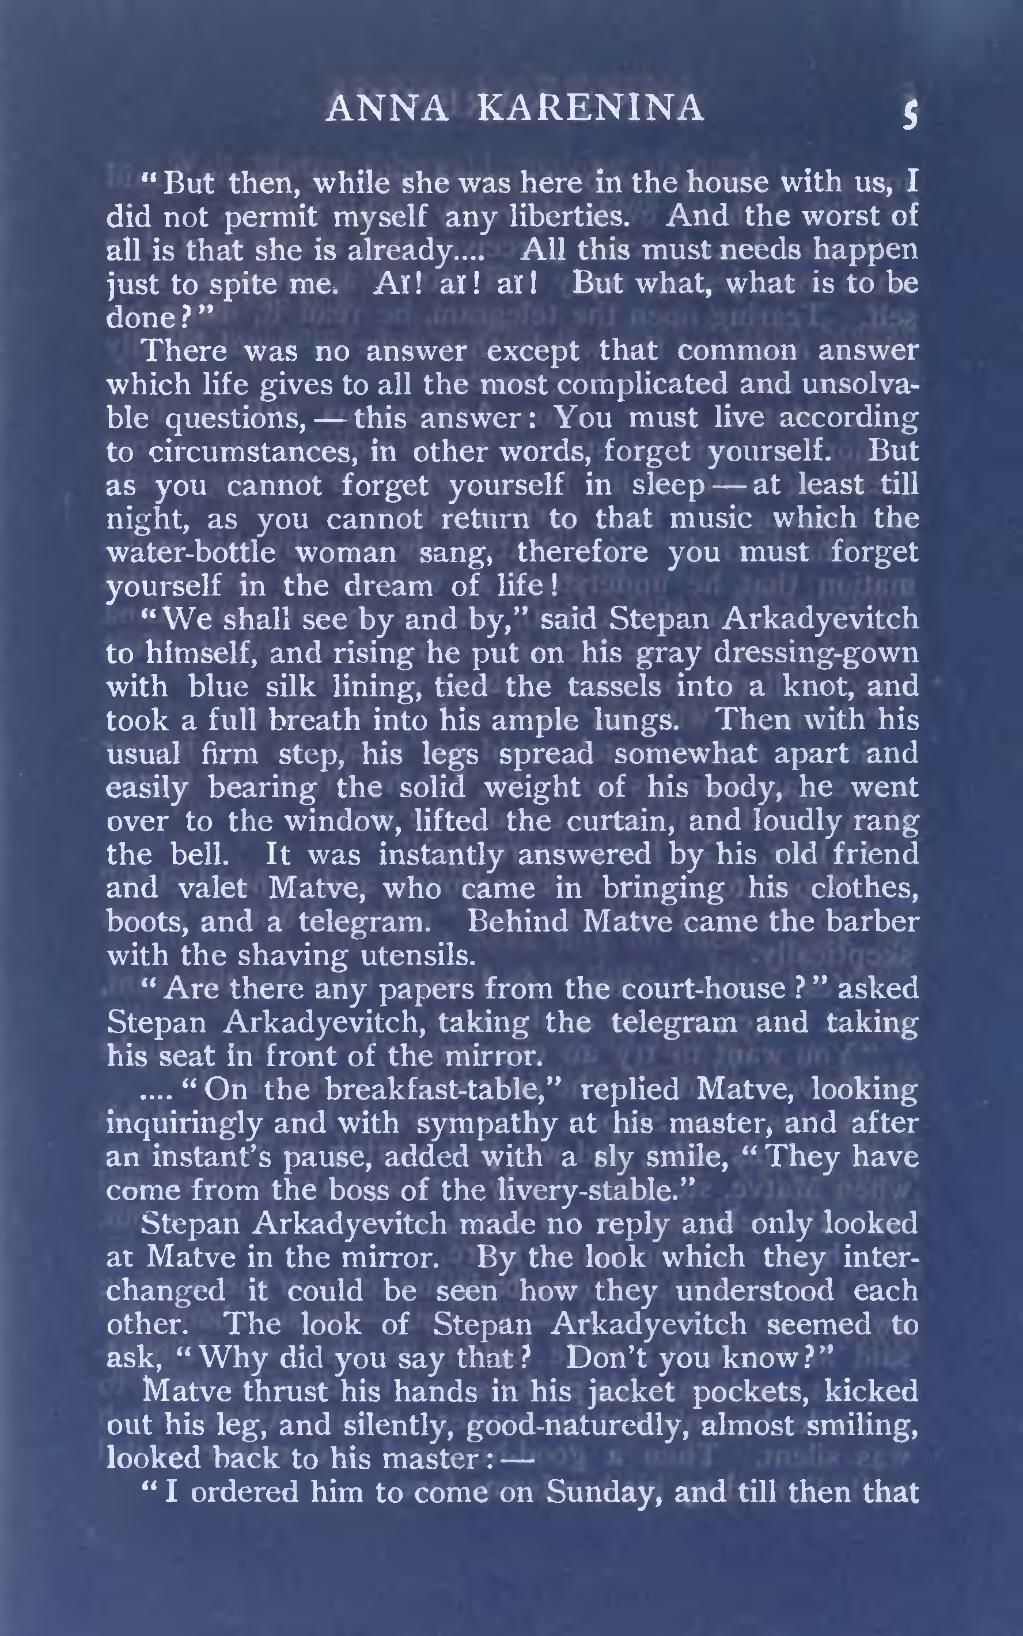 ANNA KARENINA 5
“ But then, while she was here in the house with us, I
did not permit myself any liberties. And the worst of
all is that she is already.... All this must needs happen
just to spite me. Aï! aï! aï! But what, what is to be
done?”
There was no answer except that common answer
which life gives to all the most complicated and unsolva-
ble questions, — this answer: You must live according
to circumstances, in other words, forget yourself. But
as you cannot forget yourself in sleep — at least till
night, as you cannot return to that music which the
water-bottle woman sang, therefore you must forget
yourself in the dream of life!
“We shall see by and by,” said Stepan Arkadyevitch
to himself, and rising he put on his gray dressing-gown
with blue silk lining, tied the tassels into a knot, and
took a full breath into his ample lungs. Then with his
usual firm step, his legs spread somewhat apart and
easily bearing the solid weight of his body, he went
over to the window, lifted the curtain, and loudly rang
the bell. It was instantly answered by his old friend
and valet Matve, who came in bringing his clothes,
boots, and a telegram. Behind Matve came the barber
with the shaving utensils.
“ Are there any papers from the court-house ? ” asked
Stepan Arkadyevitch, taking the telegram and taking
his seat in front of the mirror.
.... “ On the breakfast-table,” replied Matve, looking
inquiringly and with sympathy at his master, and after
an instant’s pause, added with a sly smile, “ They have
come from the boss of the livery-stable.”
Stepan Arkadyevitch made no reply and only looked
at Matve in the mirror. By the look which they inter-
changed it could be seen how they understood each
other. The look of Stepan Arkadyevitch seemed to
ask, “ Why did you say that? Don’t you know?”
Matve thrust his hands in his jacket pockets, kicked
out his leg, and silently, good-naturedly, almost smiling,
looked back to his master : —
“ I ordered him to come on Sunday, and till then that